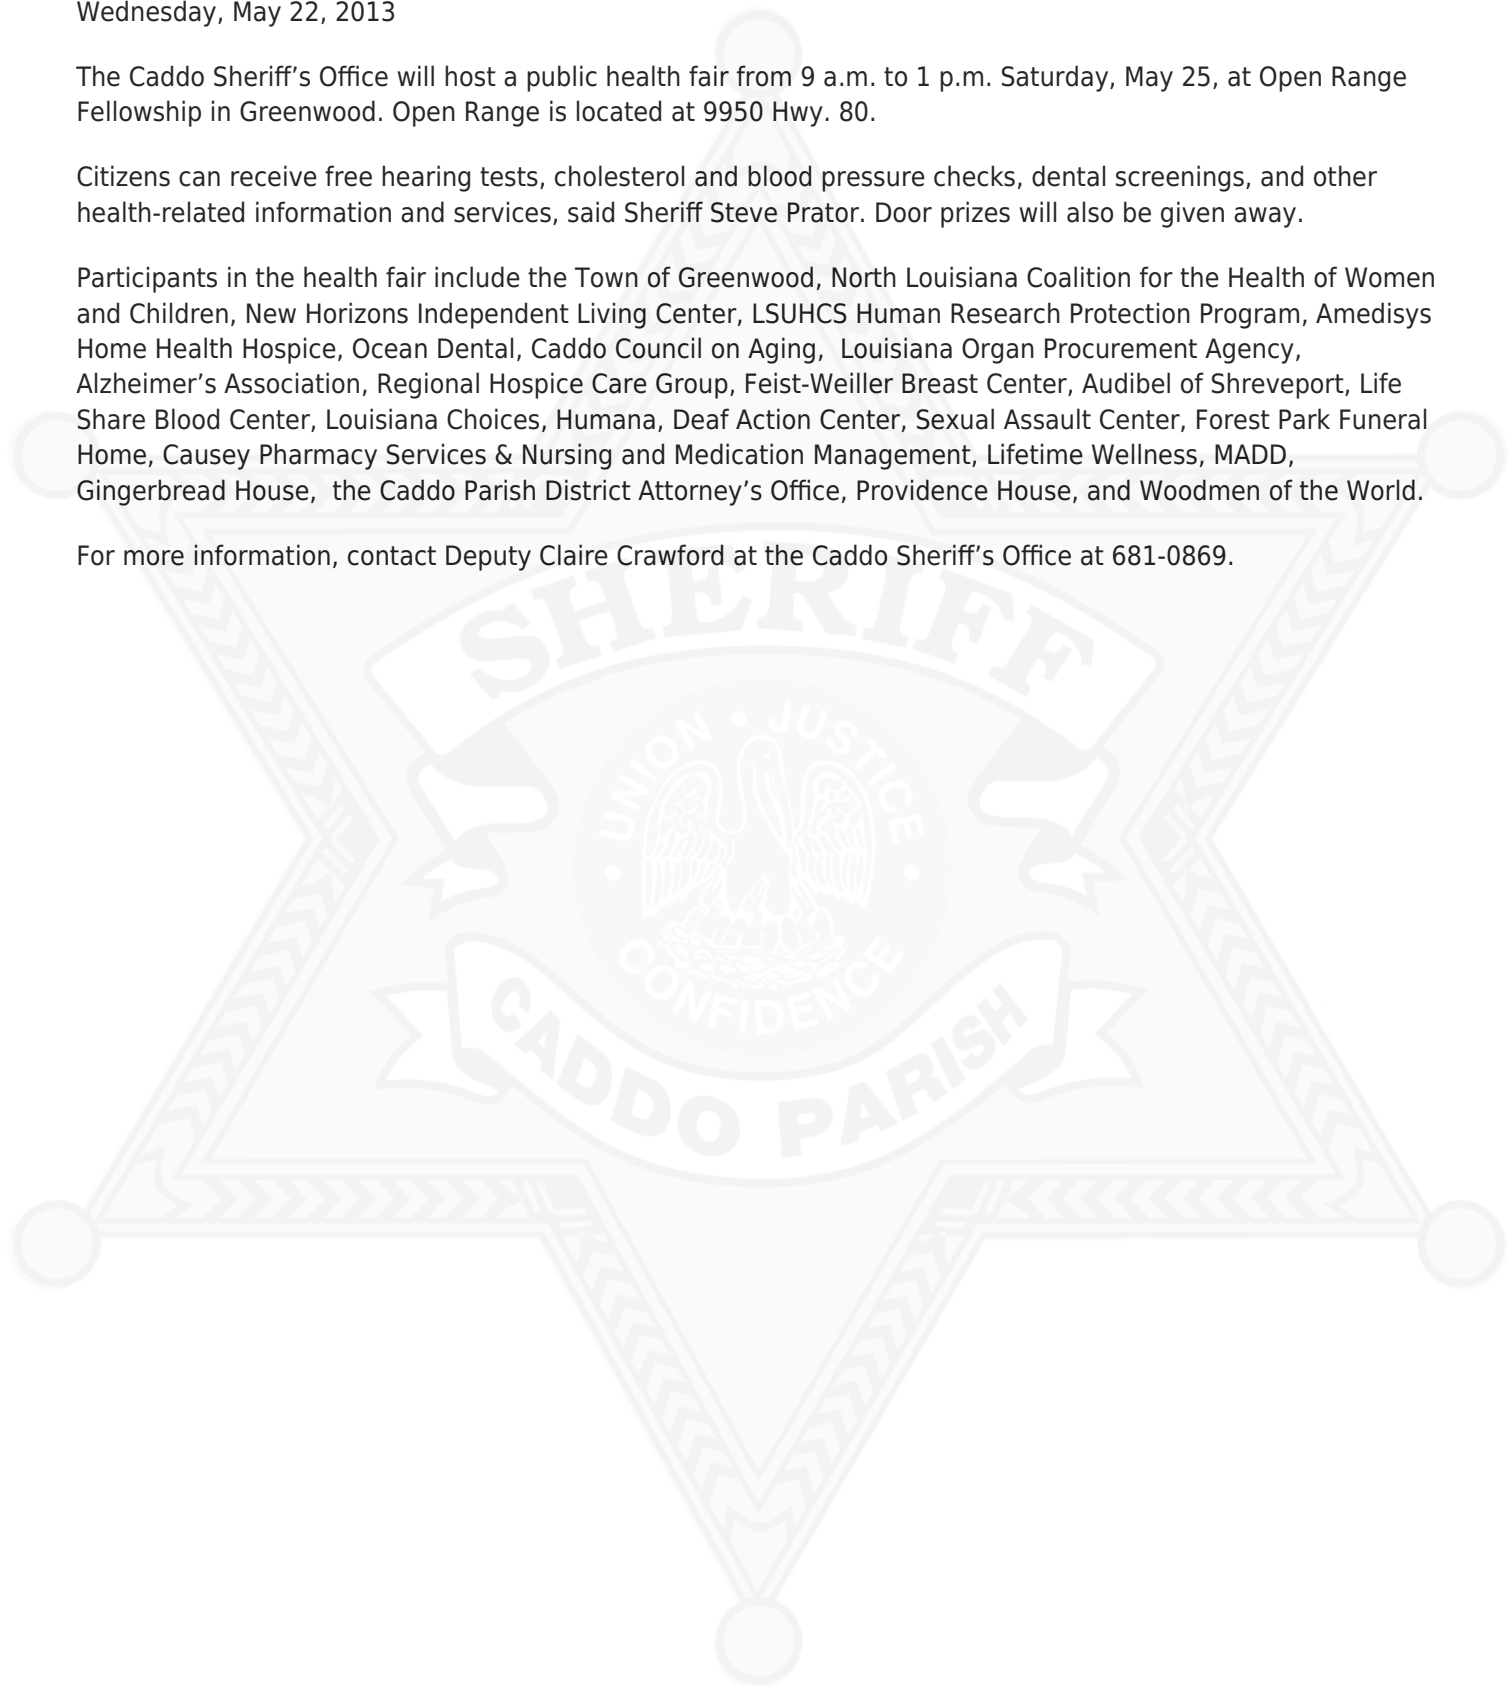 Wednesday, May 22, 2013
The Caddo Sheriff’s Office will host a public health fair from 9 a.m. to 1 p.m. Saturday, May 25, at Open Range
Fellowship in Greenwood. Open Range is located at 9950 Hwy. 80.
Citizens can receive free hearing tests, cholesterol and blood pressure checks, dental screenings, and other
health-related information and services, said Sheriff Steve Prator. Door prizes will also be given away.
Participants in the health fair include the Town of Greenwood, North Louisiana Coalition for the Health of Women
and Children, New Horizons Independent Living Center, LSUHCS Human Research Protection Program, Amedisys
Home Health Hospice, Ocean Dental, Caddo Council on Aging,  Louisiana Organ Procurement Agency,
Alzheimer’s Association, Regional Hospice Care Group, Feist-Weiller Breast Center, Audibel of Shreveport, Life
Share Blood Center, Louisiana Choices, Humana, Deaf Action Center, Sexual Assault Center, Forest Park Funeral
Home, Causey Pharmacy Services & Nursing and Medication Management, Lifetime Wellness, MADD,
Gingerbread House,  the Caddo Parish District Attorney’s Office, Providence House, and Woodmen of the World.
For more information, contact Deputy Claire Crawford at the Caddo Sheriff’s Office at 681-0869.
SHERIFF
UNION • JUSTICE
• CONFIDENCE •
CADDO PARISH